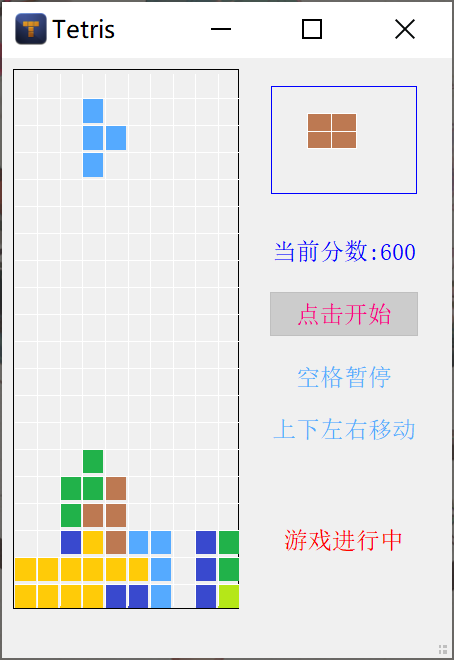 Tetris
当前分数:600
点击开始
空格暂停
上下左右移动
游戏进行中